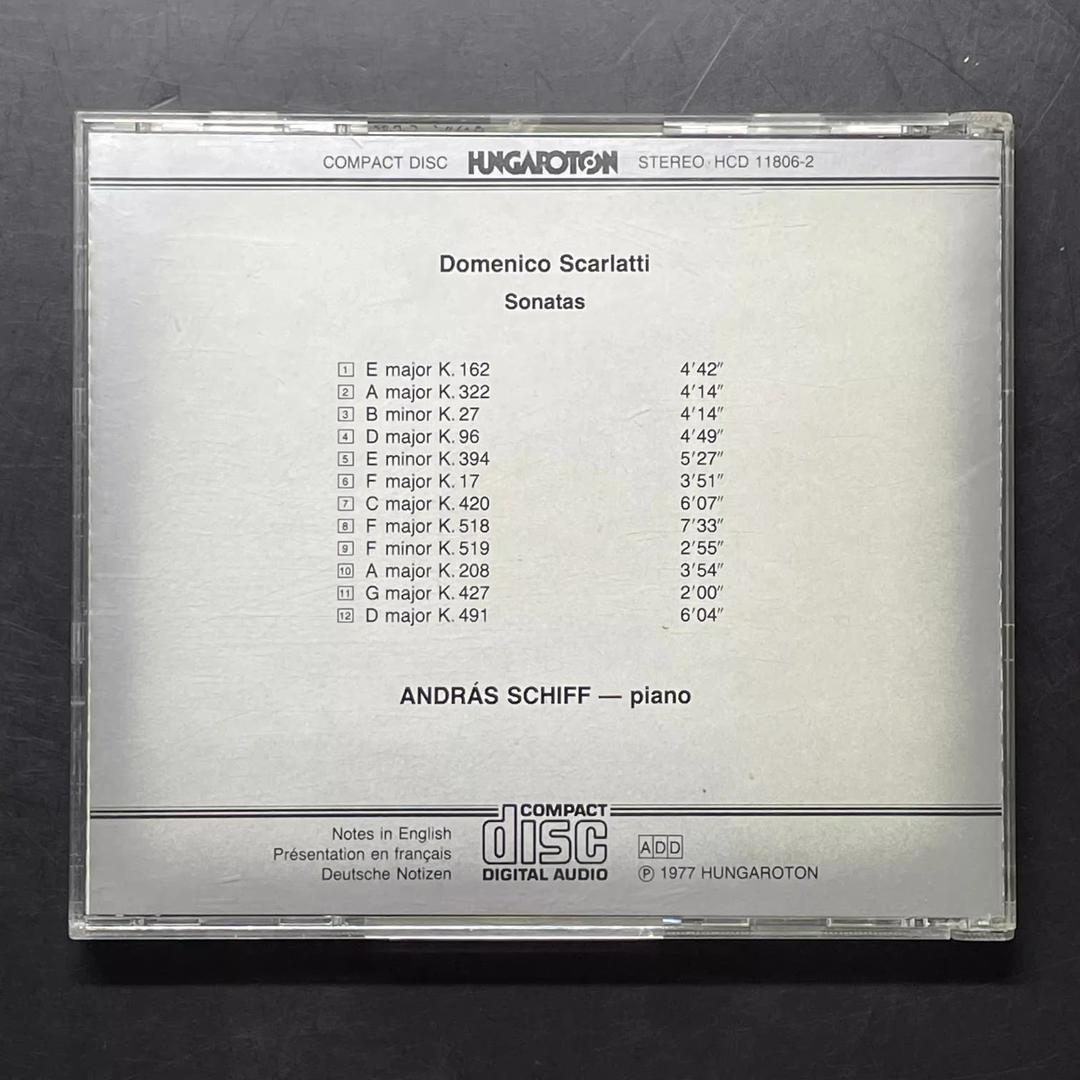 COMPACT DISC HUNGAROTON STEREO HCD 11806-2
Domenico Scarlatti
Sonatas
1 E major K. 162 4′42″
2 A major K. 322 4′14″
3 B minor K. 27 4′14″
4 D major K. 96 4′49″
5 E minor K. 394 5′27″
6 F major K. 17 3′51″
7 C major K. 420 6′07″
8 F major K. 518 7′33″
9 F minor K. 519 2′55″
10 A major K. 208 3′54″
11 G major K. 427 2′00″
12 D major K. 491 6′04″
ANDRÁS SCHIFF — piano
Notes in English
Présentation en français
Deutsche Notizen
COMPACT
disc
DIGITAL AUDIO
ADD
℗ 1977 HUNGAROTON